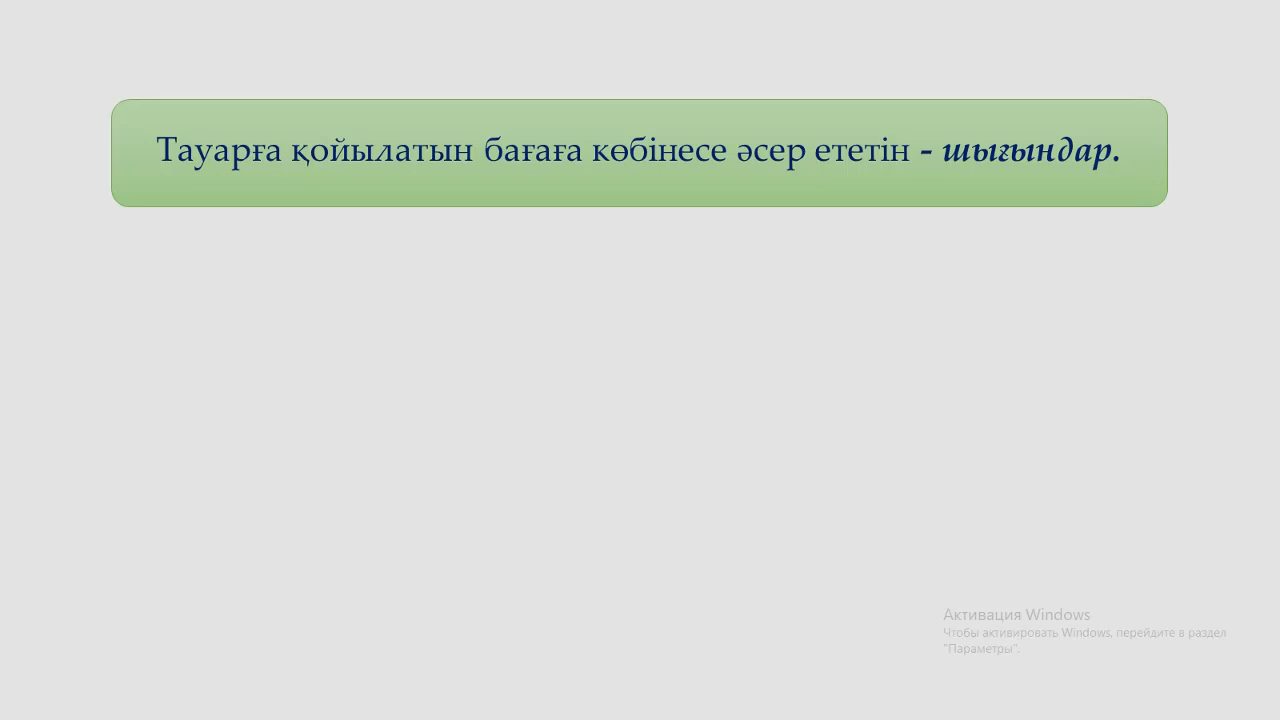 Тауарға қойылатын бағаға көбінесе әсер ететін - шығындар.
Активация Windows
Чтобы активировать Windows, перейдите в раздел
"Параметры".